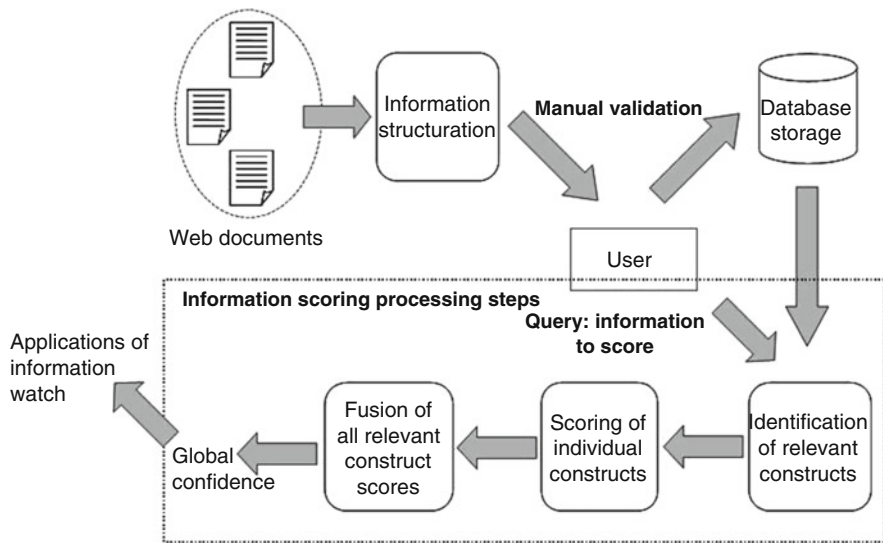 Web documents
Information
structuration
Manual validation
Database
storage
User
Information scoring processing steps
Query: information
to score
Applications of
information
watch
Global
confidence
Fusion of
all relevant
construct
scores
Scoring of
individual
constructs
Identification
of relevant
constructs